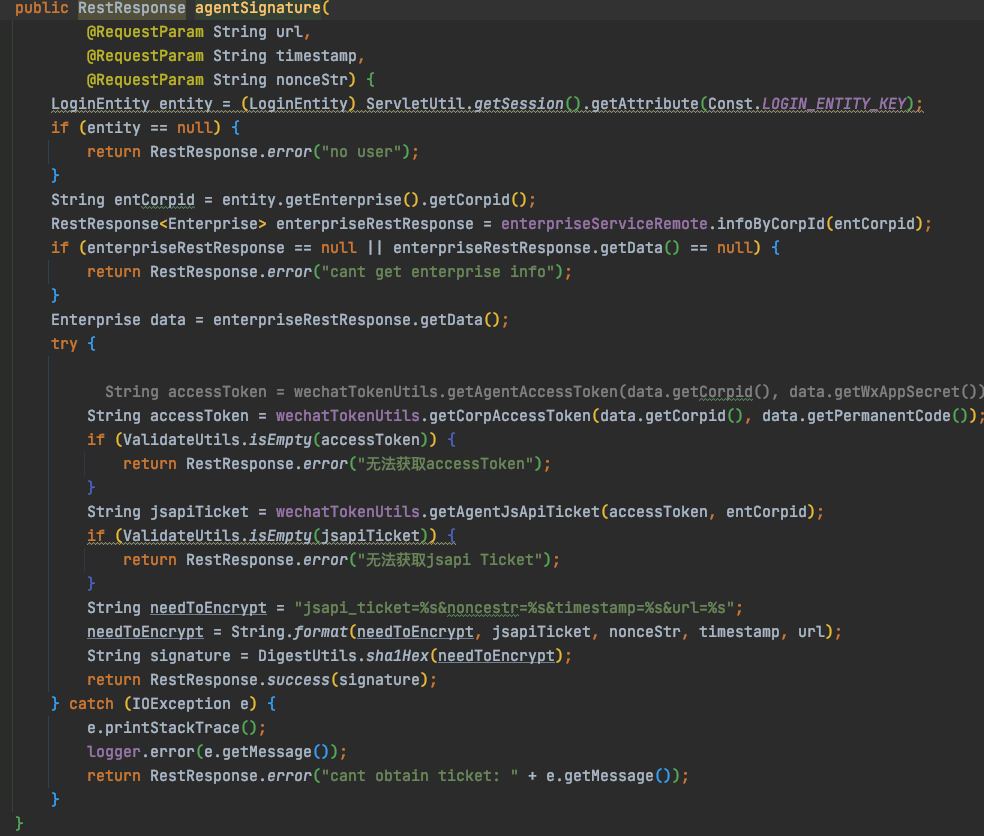 public RestResponse agentSignature(
@RequestParam String url,
@RequestParam String timestamp,
@RequestParam String nonceStr) {
LoginEntity entity = (LoginEntity) ServletUtil.getSession().getAttribute(Const.LOGIN_ENTITY_KEY);
if (entity == null) {
return RestResponse.error("no user");
}
String entCorpid = entity.getEnterprise().getCorpid();
RestResponse<Enterprise> enterpriseRestResponse = enterpriseServiceRemote.infoByCorpId(entCorpid);
if (enterpriseRestResponse == null || enterpriseRestResponse.getData() == null) {
return RestResponse.error("cant get enterprise info");
}
Enterprise data = enterpriseRestResponse.getData();
try {
String accessToken = wechatTokenUtils.getAgentAccessToken(data.getCorpid(), data.getWxAppSecret())
String accessToken = wechatTokenUtils.getCorpAccessToken(data.getCorpid(), data.getPermanentCode());
if (ValidateUtils.isEmpty(accessToken)) {
return RestResponse.error("无法获取accessToken");
}
String jsapiTicket = wechatTokenUtils.getAgentJsApiTicket(accessToken, entCorpid);
if (ValidateUtils.isEmpty(jsapiTicket)) {
return RestResponse.error("无法获取jsapi Ticket");
}
String needToEncrypt = "jsapi_ticket=%s&noncestr=%s&timestamp=%s&url=%s";
needToEncrypt = String.format(needToEncrypt, jsapiTicket, nonceStr, timestamp, url);
String signature = DigestUtils.sha1Hex(needToEncrypt);
return RestResponse.success(signature);
} catch (IOException e) {
e.printStackTrace();
logger.error(e.getMessage());
return RestResponse.error("cant obtain ticket: " + e.getMessage());
}
}